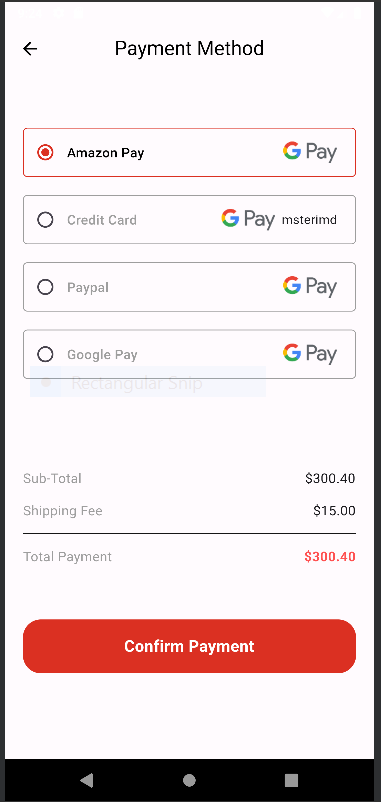 Payment Method
Amazon Pay G Pay
Credit Card G Pay msterimd
Paypal G Pay
Google Pay G Pay
Rectangular Snip
Sub-Total $300.40
Shipping Fee $15.00
Total Payment $300.40
Confirm Payment